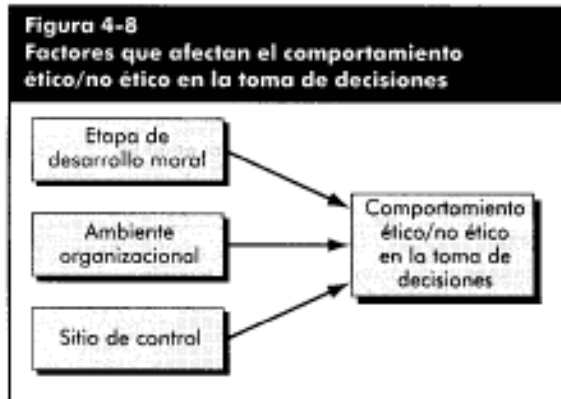 Figura 4-8
Factores que afectan el comportamiento
ético/no ético en la toma de decisiones
Etapa de
desarrollo moral
Ambiente
organizacional
Sitio de control
Comportamiento
ético/no ético
en la toma de
decisiones